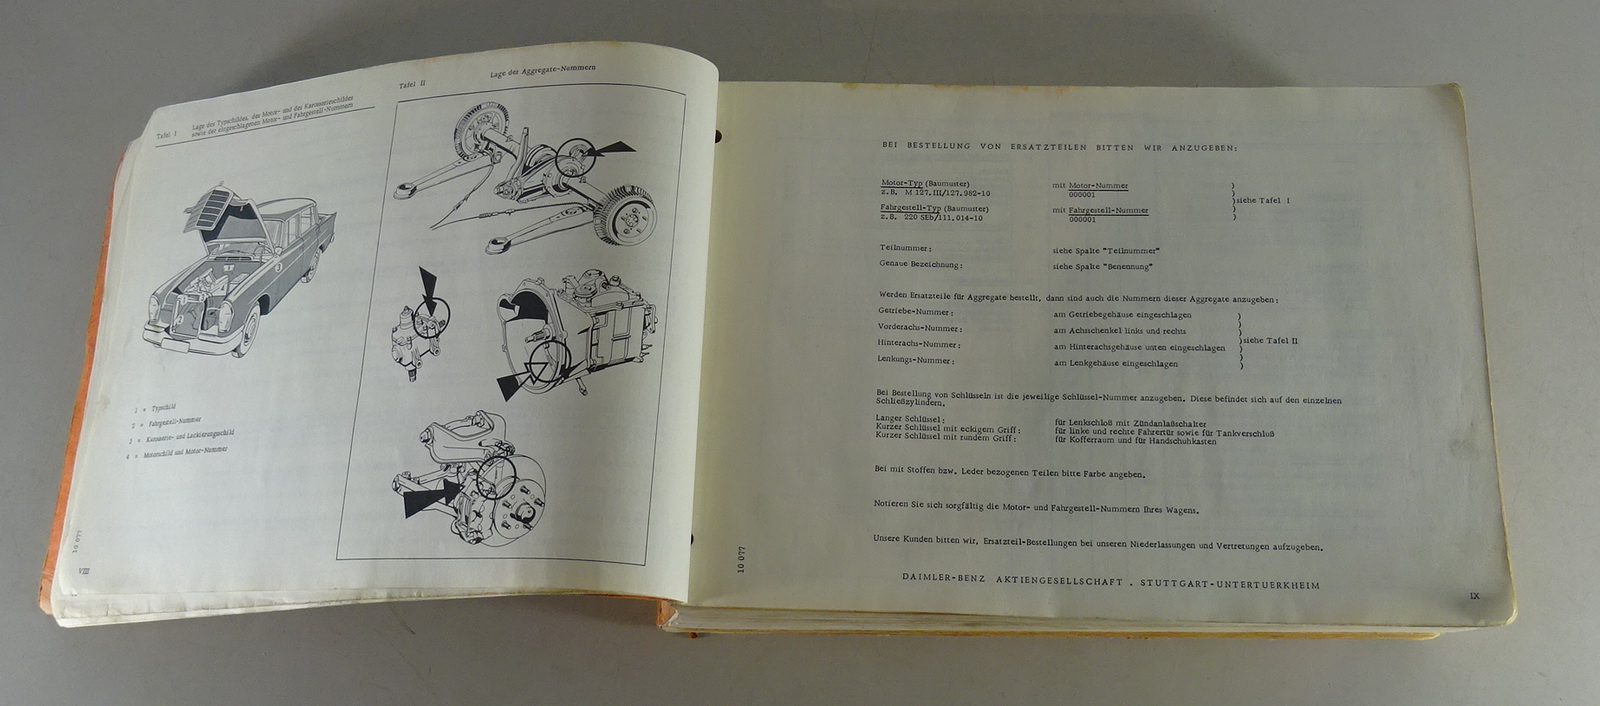 Tafel I
Lage des Typschildes, des Motor- und des Karosserieschildes
sowie der eingeschlagenen Motor- und Fahrgestell-Nummern
1 = Typschild
2 = Fahrgestell-Nummer
3 = Karosserie- und Lackierungsschild
4 = Motorschild und Motor-Nummer
10 077
VIII
Tafel II
Lage der Aggregate-Nummern
BEI BESTELLUNG VON ERSATZTEILEN BITTEN WIR ANZUGEBEN:
Motor-Typ (Baumuster) mit Motor-Nummer )
z.B. M 127.III/127.982-10 000001 )
)siehe Tafel I
Fahrgestell-Typ (Baumuster) mit Fahrgestell-Nummer )
z.B. 220 SEb/111.014-10 000001 )
Teilnummer: siehe Spalte "Teilnummer"
Genaue Bezeichnung: siehe Spalte "Benennung"
Werden Ersatzteile für Aggregate bestellt, dann sind auch die Nummern dieser Aggregate anzugeben:
Getriebe-Nummer: am Getriebegehäuse eingeschlagen )
Vorderachs-Nummer: am Achsschenkel links und rechts )
Hinterachs-Nummer: am Hinterachsgehäuse unten eingeschlagen )siehe Tafel II
Lenkungs-Nummer: am Lenkgehäuse eingeschlagen )
Bei Bestellung von Schlüsseln ist die jeweilige Schlüssel-Nummer anzugeben. Diese befindet sich auf den einzelnen
Schließzylindern.
Langer Schlüssel: für Lenkschloß mit Zündanlaßschalter
Kurzer Schlüssel mit eckigem Griff: für linke und rechte Fahrertür sowie für Tankverschluß
Kurzer Schlüssel mit rundem Griff: für Kofferraum und für Handschuhkasten
Bei mit Stoffen bzw. Leder bezogenen Teilen bitte Farbe angeben.
Notieren Sie sich sorgfältig die Motor- und Fahrgestell-Nummern Ihres Wagens.
Unsere Kunden bitten wir, Ersatzteil-Bestellungen bei unseren Niederlassungen und Vertretungen aufzugeben.
DAIMLER-BENZ AKTIENGESELLSCHAFT . STUTTGART-UNTERTUERKHEIM
10 077
IX